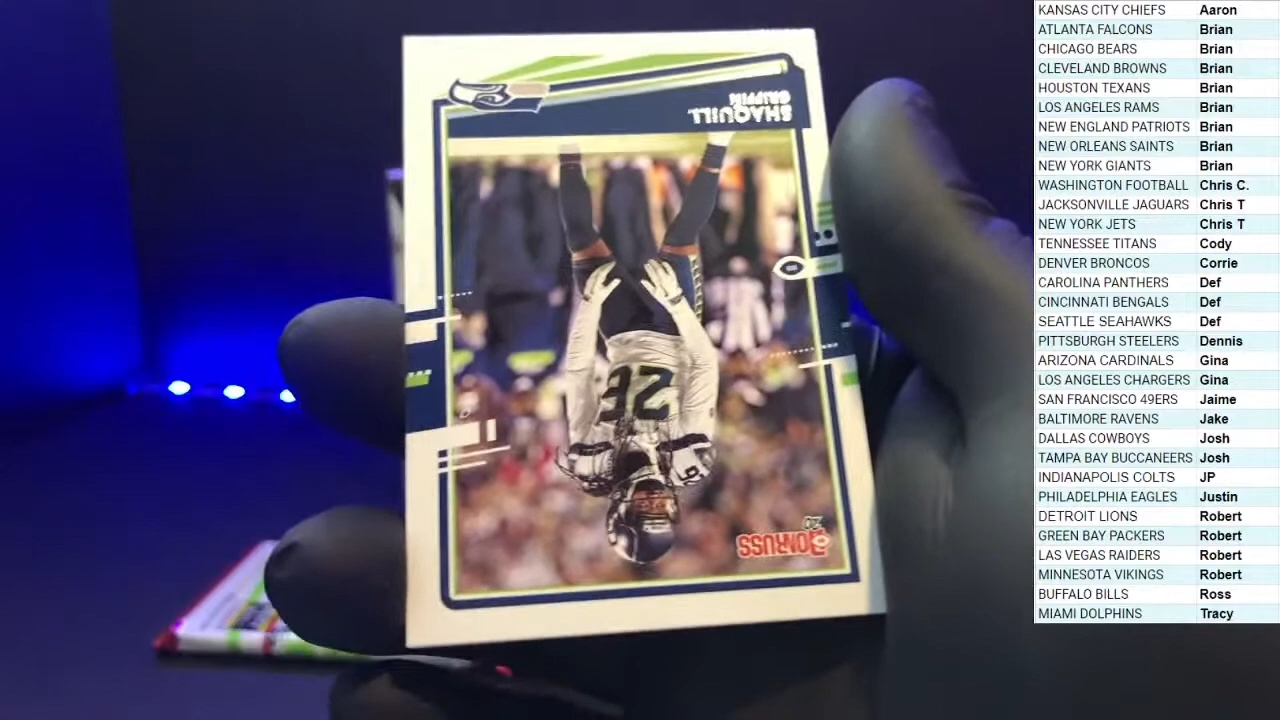 SHAQUILL
GRIFFIN
26
DONRUSS
20
KANSAS CITY CHIEFS Aaron
ATLANTA FALCONS Brian
CHICAGO BEARS Brian
CLEVELAND BROWNS Brian
HOUSTON TEXANS Brian
LOS ANGELES RAMS Brian
NEW ENGLAND PATRIOTS Brian
NEW ORLEANS SAINTS Brian
NEW YORK GIANTS Brian
WASHINGTON FOOTBALL Chris C.
JACKSONVILLE JAGUARS Chris T
NEW YORK JETS Chris T
TENNESSEE TITANS Cody
DENVER BRONCOS Corrie
CAROLINA PANTHERS Def
CINCINNATI BENGALS Def
SEATTLE SEAHAWKS Def
PITTSBURGH STEELERS Dennis
ARIZONA CARDINALS Gina
LOS ANGELES CHARGERS Gina
SAN FRANCISCO 49ERS Jaime
BALTIMORE RAVENS Jake
DALLAS COWBOYS Josh
TAMPA BAY BUCCANEERS Josh
INDIANAPOLIS COLTS JP
PHILADELPHIA EAGLES Justin
DETROIT LIONS Robert
GREEN BAY PACKERS Robert
LAS VEGAS RAIDERS Robert
MINNESOTA VIKINGS Robert
BUFFALO BILLS Ross
MIAMI DOLPHINS Tracy